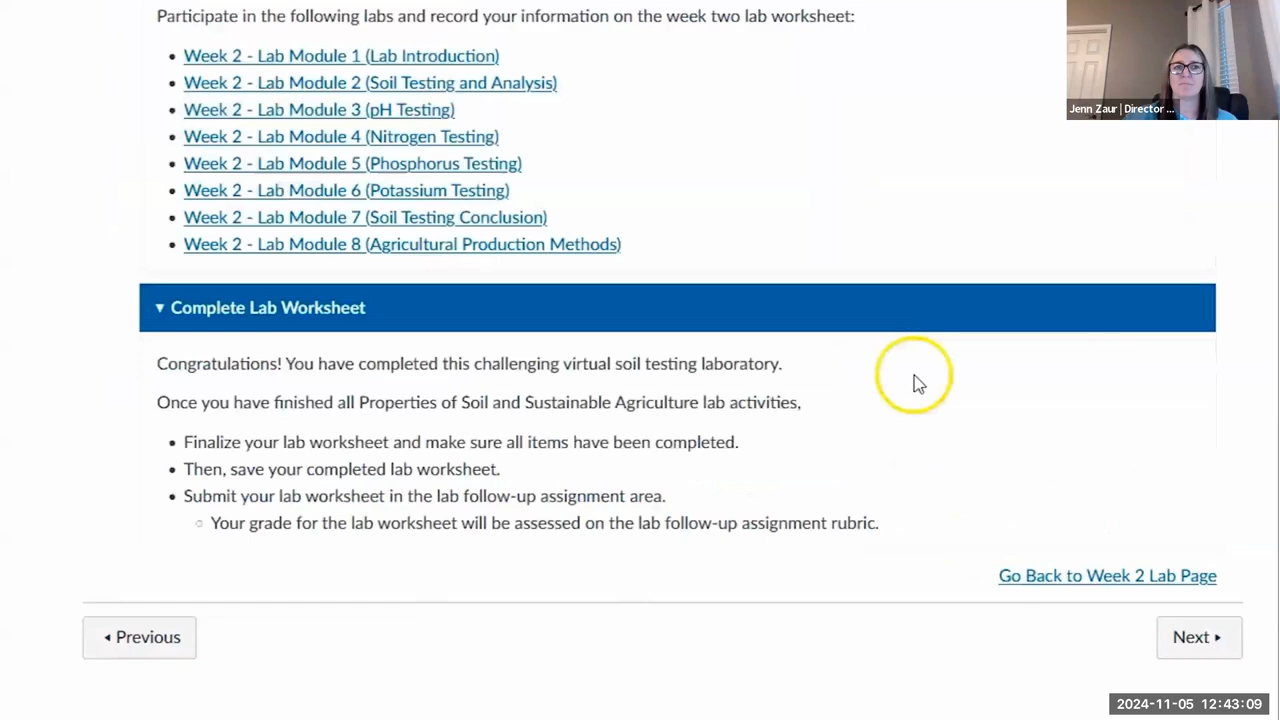 Participate in the following labs and record your information on the week two lab worksheet:
Week 2 - Lab Module 1 (Lab Introduction)
Week 2 - Lab Module 2 (Soil Testing and Analysis)
Week 2 - Lab Module 3 (pH Testing)
Week 2 - Lab Module 4 (Nitrogen Testing)
Week 2 - Lab Module 5 (Phosphorus Testing)
Week 2 - Lab Module 6 (Potassium Testing)
Week 2 - Lab Module 7 (Soil Testing Conclusion)
Week 2 - Lab Module 8 (Agricultural Production Methods)
Jenn Zaur | Director ...
Complete Lab Worksheet
Congratulations! You have completed this challenging virtual soil testing laboratory.
Once you have finished all Properties of Soil and Sustainable Agriculture lab activities,
Finalize your lab worksheet and make sure all items have been completed.
Then, save your completed lab worksheet.
Submit your lab worksheet in the lab follow-up assignment area.
Your grade for the lab worksheet will be assessed on the lab follow-up assignment rubric.
Go Back to Week 2 Lab Page
Previous
Next
2024-11-05 12:43:09